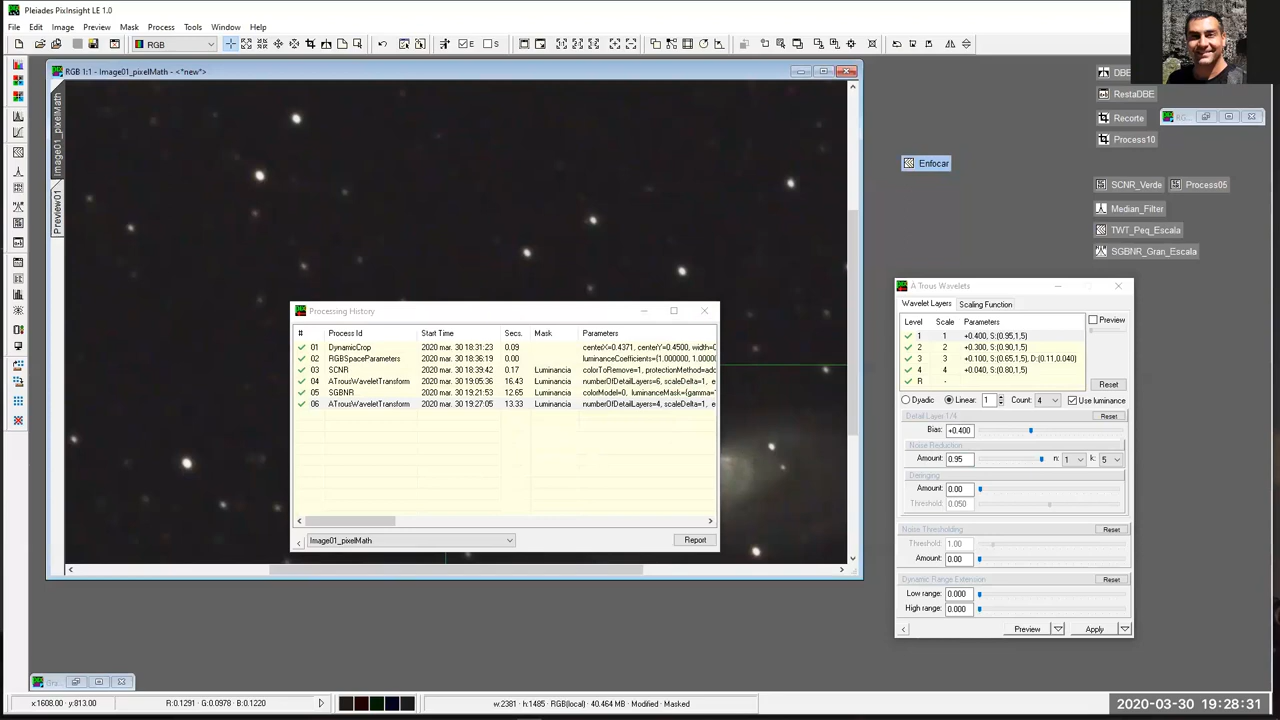 Pleiades PixInsight LE 1.0
File Edit Image Preview Mask Process Tools Window Help
RGB E S
RGB 1:1 - Image01_pixelMath - <*new*>
Image01_pixelMath
Preview01
DBE
RestaDBE
Recorte
Process10
Enfocar
SCNR_Verde Process05
Median_Filter
TWT_Peq_Escala
SGBNR_Gran_Escala
Processing History
# Process Id Start Time Secs. Mask Parameters
01 DynamicCrop 2020 mar. 30 18:31:23 0.09 centerX=0.4371, centerY=0.4500, width=0
02 RGBSpaceParameters 2020 mar. 30 18:36:19 0.00 luminanceCoefficients={1.000000, 1.0000
03 SCNR 2020 mar. 30 18:39:42 0.17 Luminancia colorToRemove=1, protectionMethod=add
04 ATrousWaveletTransform 2020 mar. 30 19:05:36 16.43 Luminancia numberOfDetailLayers=6, scaleDelta=1, e
05 SGBNR 2020 mar. 30 19:21:53 12.65 Luminancia colorModel=0, luminanceMask={gamma=
06 ATrousWaveletTransform 2020 mar. 30 19:27:05 13.33 Luminancia numberOfDetailLayers=4, scaleDelta=1, e
Image01_pixelMath Report
À Trous Wavelets
Wavelet Layers Scaling Function
Level Scale Parameters Preview
1 1 +0.400, S:(0.95,1,5)
2 2 +0.300, S:(0.90,1,5)
3 3 +0.100, S:(0.65,1,5), D:(0.11,0.040)
4 4 +0.040, S:(0.80,1,5)
R - Reset
Dyadic Linear: 1 Count: 4 Use luminance
Detail Layer 1/4 Reset
Bias: +0.400
Noise Reduction
Amount: 0.95 n: 1 k: 5
Deringing
Amount: 0.00
Threshold: 0.050
Noise Thresholding Reset
Threshold: 1.00
Amount: 0.00
Dynamic Range Extension Reset
Low range: 0.000
High range: 0.000
Preview Apply
x:1608.00 y:813.00 R:0.1291 · G:0.0978 · B:0.1220 w:2381 · h:1485 · RGB(local) · 40.464 MB · Modified · Masked
2020-03-30 19:28:31